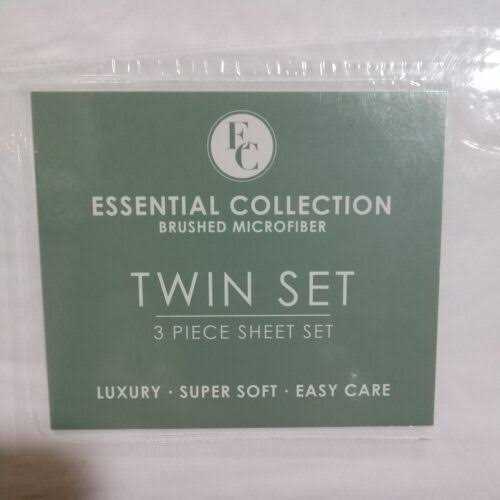 EC
ESSENTIAL COLLECTION
BRUSHED MICROFIBER
TWIN SET
3 PIECE SHEET SET
LUXURY · SUPER SOFT · EASY CARE